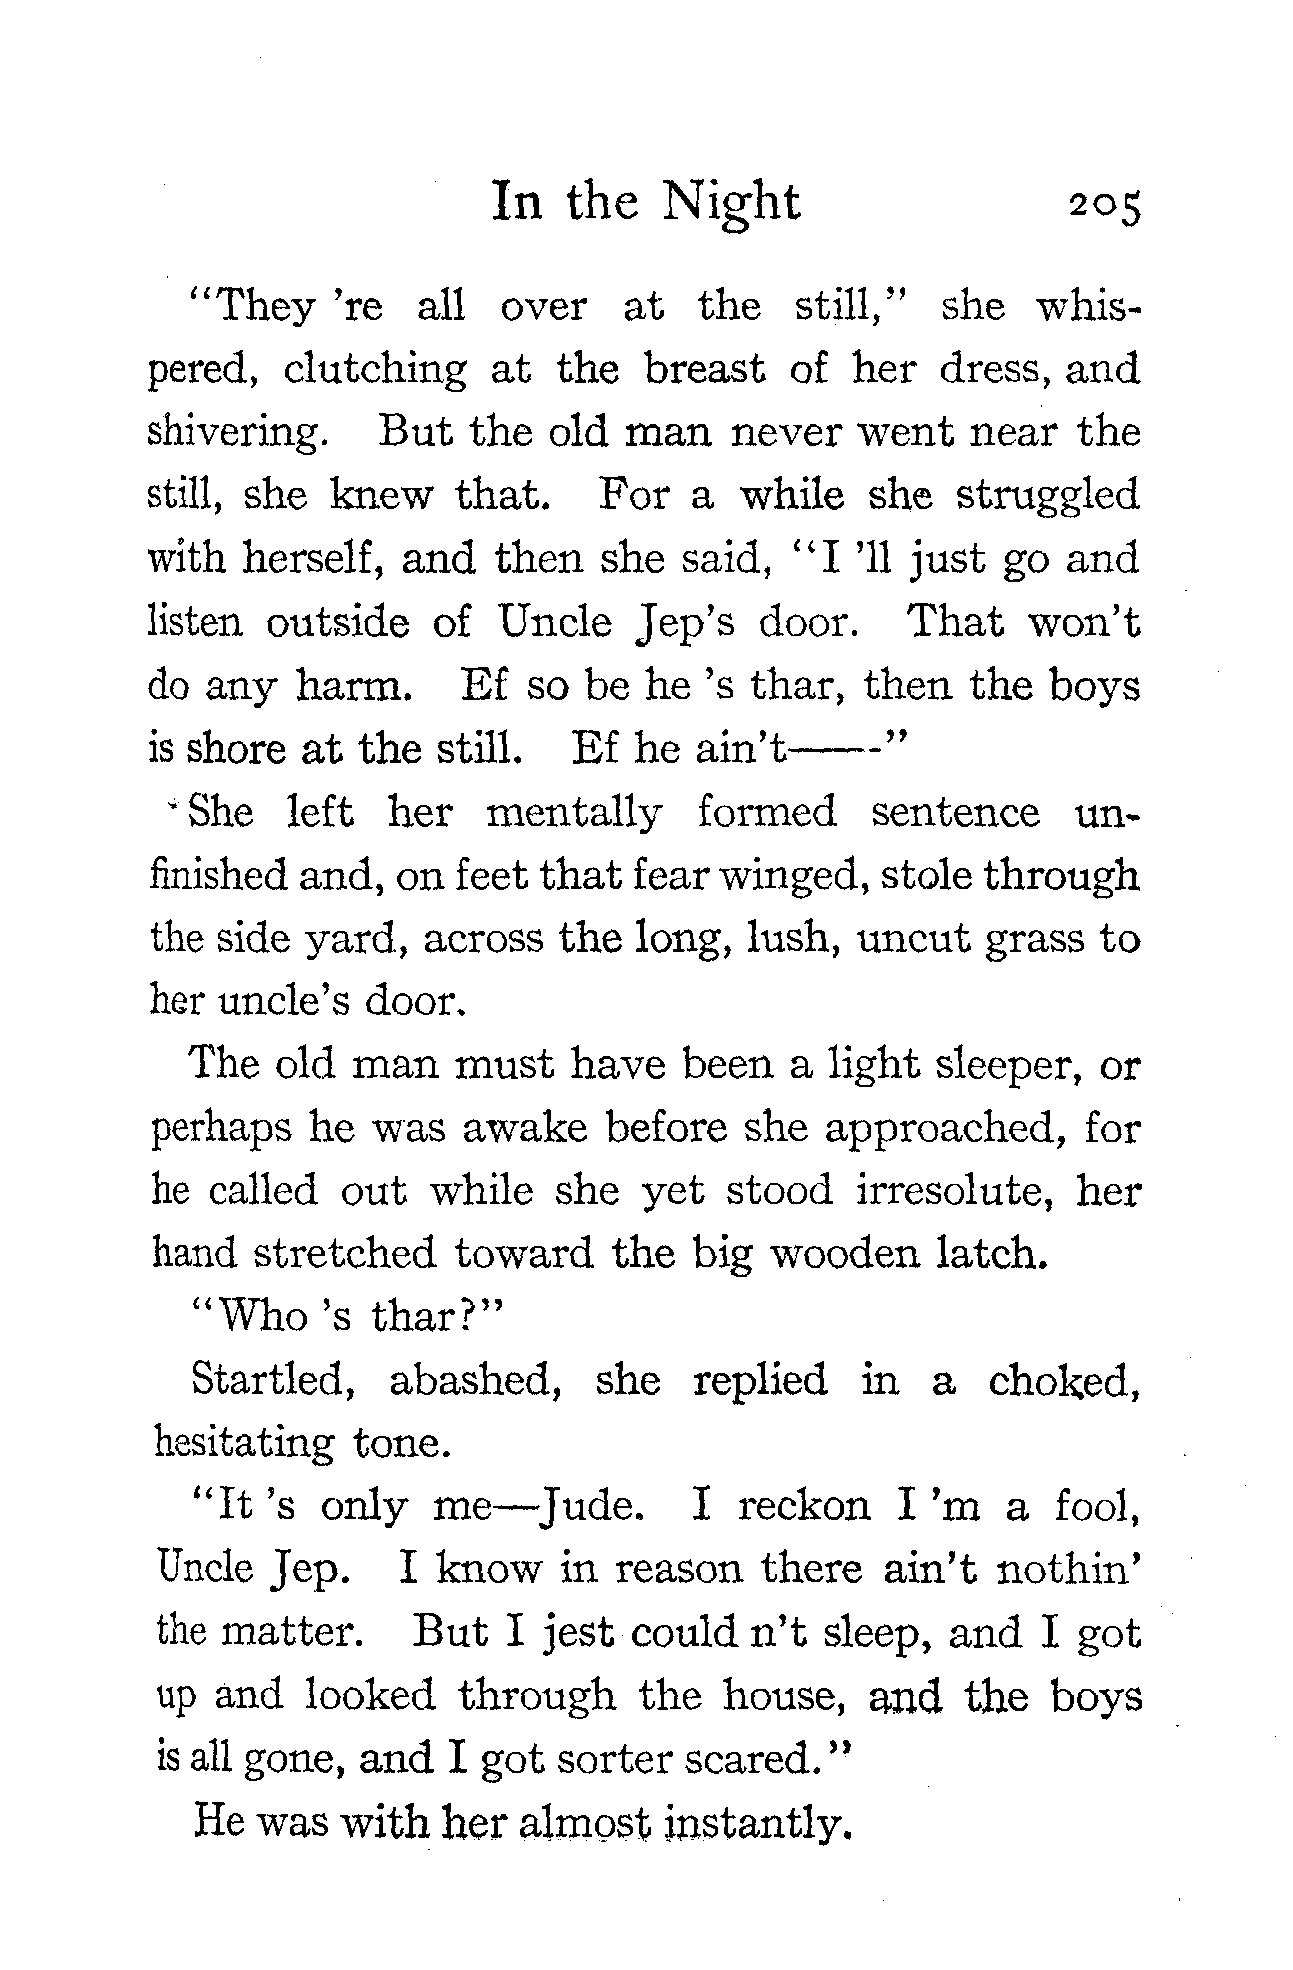 In the Night 205
"They 're all over at the still," she whis-
pered, clutching at the breast of her dress, and
shivering. But the old man never went near the
still, she knew that. For a while she struggled
with herself, and then she said, "I 'll just go and
listen outside of Uncle Jep's door. That won't
do any harm. Ef so be he 's thar, then the boys
is shore at the still. Ef he ain't——"
She left her mentally formed sentence un-
finished and, on feet that fear winged, stole through
the side yard, across the long, lush, uncut grass to
her uncle's door.
The old man must have been a light sleeper, or
perhaps he was awake before she approached, for
he called out while she yet stood irresolute, her
hand stretched toward the big wooden latch.
"Who 's thar?"
Startled, abashed, she replied in a choked,
hesitating tone.
"It 's only me—Jude. I reckon I 'm a fool,
Uncle Jep. I know in reason there ain't nothin'
the matter. But I jest could n't sleep, and I got
up and looked through the house, and the boys
is all gone, and I got sorter scared."
He was with her almost instantly.